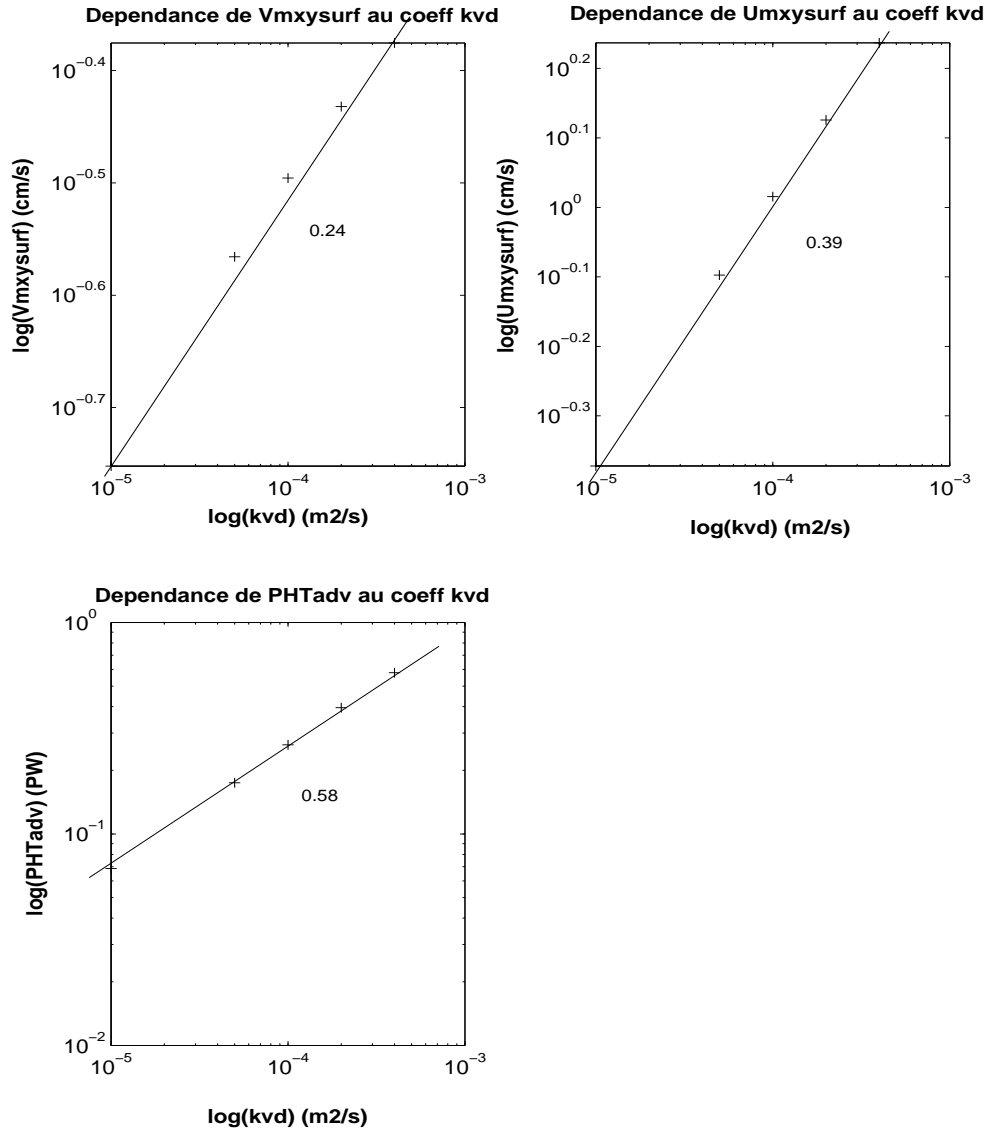 Dependance de Vmxysurf au coeff kvd
10^−0.4
10^−0.5
10^−0.6
10^−0.7
log(Vmxysurf) (cm/s)
0.24
10^−5
10^−4
10^−3
log(kvd) (m2/s)
Dependance de Umxysurf au coeff kvd
10^0.2
10^0.1
10^0
10^−0.1
10^−0.2
10^−0.3
log(Umxysurf) (cm/s)
0.39
10^−5
10^−4
10^−3
log(kvd) (m2/s)
Dependance de PHTadv au coeff kvd
10^0
10^−1
10^−2
log(PHTadv) (PW)
0.58
10^−5
10^−4
10^−3
log(kvd) (m2/s)